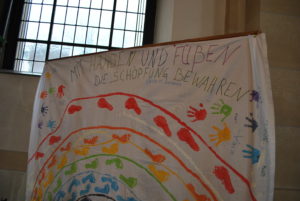 MIT HÄNDEN UND FÜßEN
DIE SCHÖPFUNG BEWAHREN